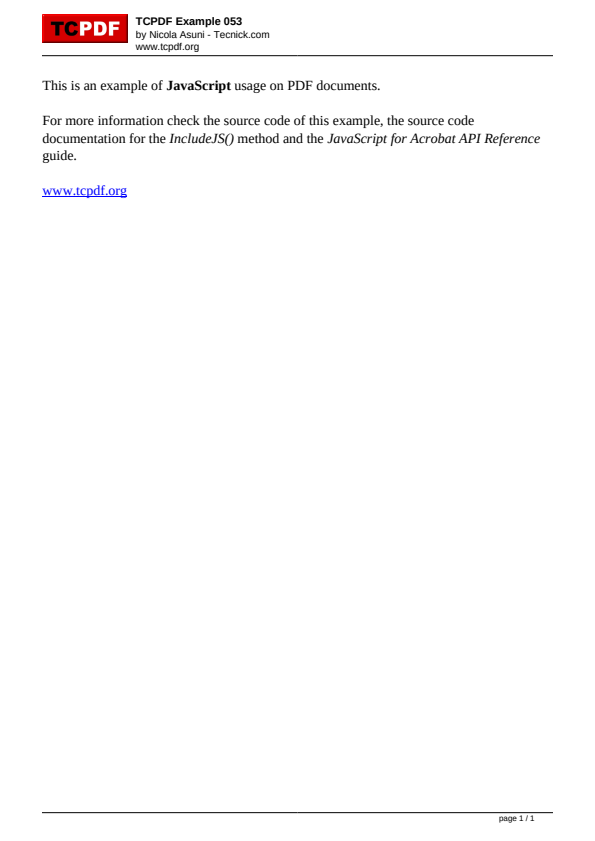 TCPDF
TCPDF Example 053
by Nicola Asuni - Tecnick.com
www.tcpdf.org
This is an example of JavaScript usage on PDF documents.
For more information check the source code of this example, the source code
documentation for the IncludeJS() method and the JavaScript for Acrobat API Reference
guide.
www.tcpdf.org
page 1 / 1